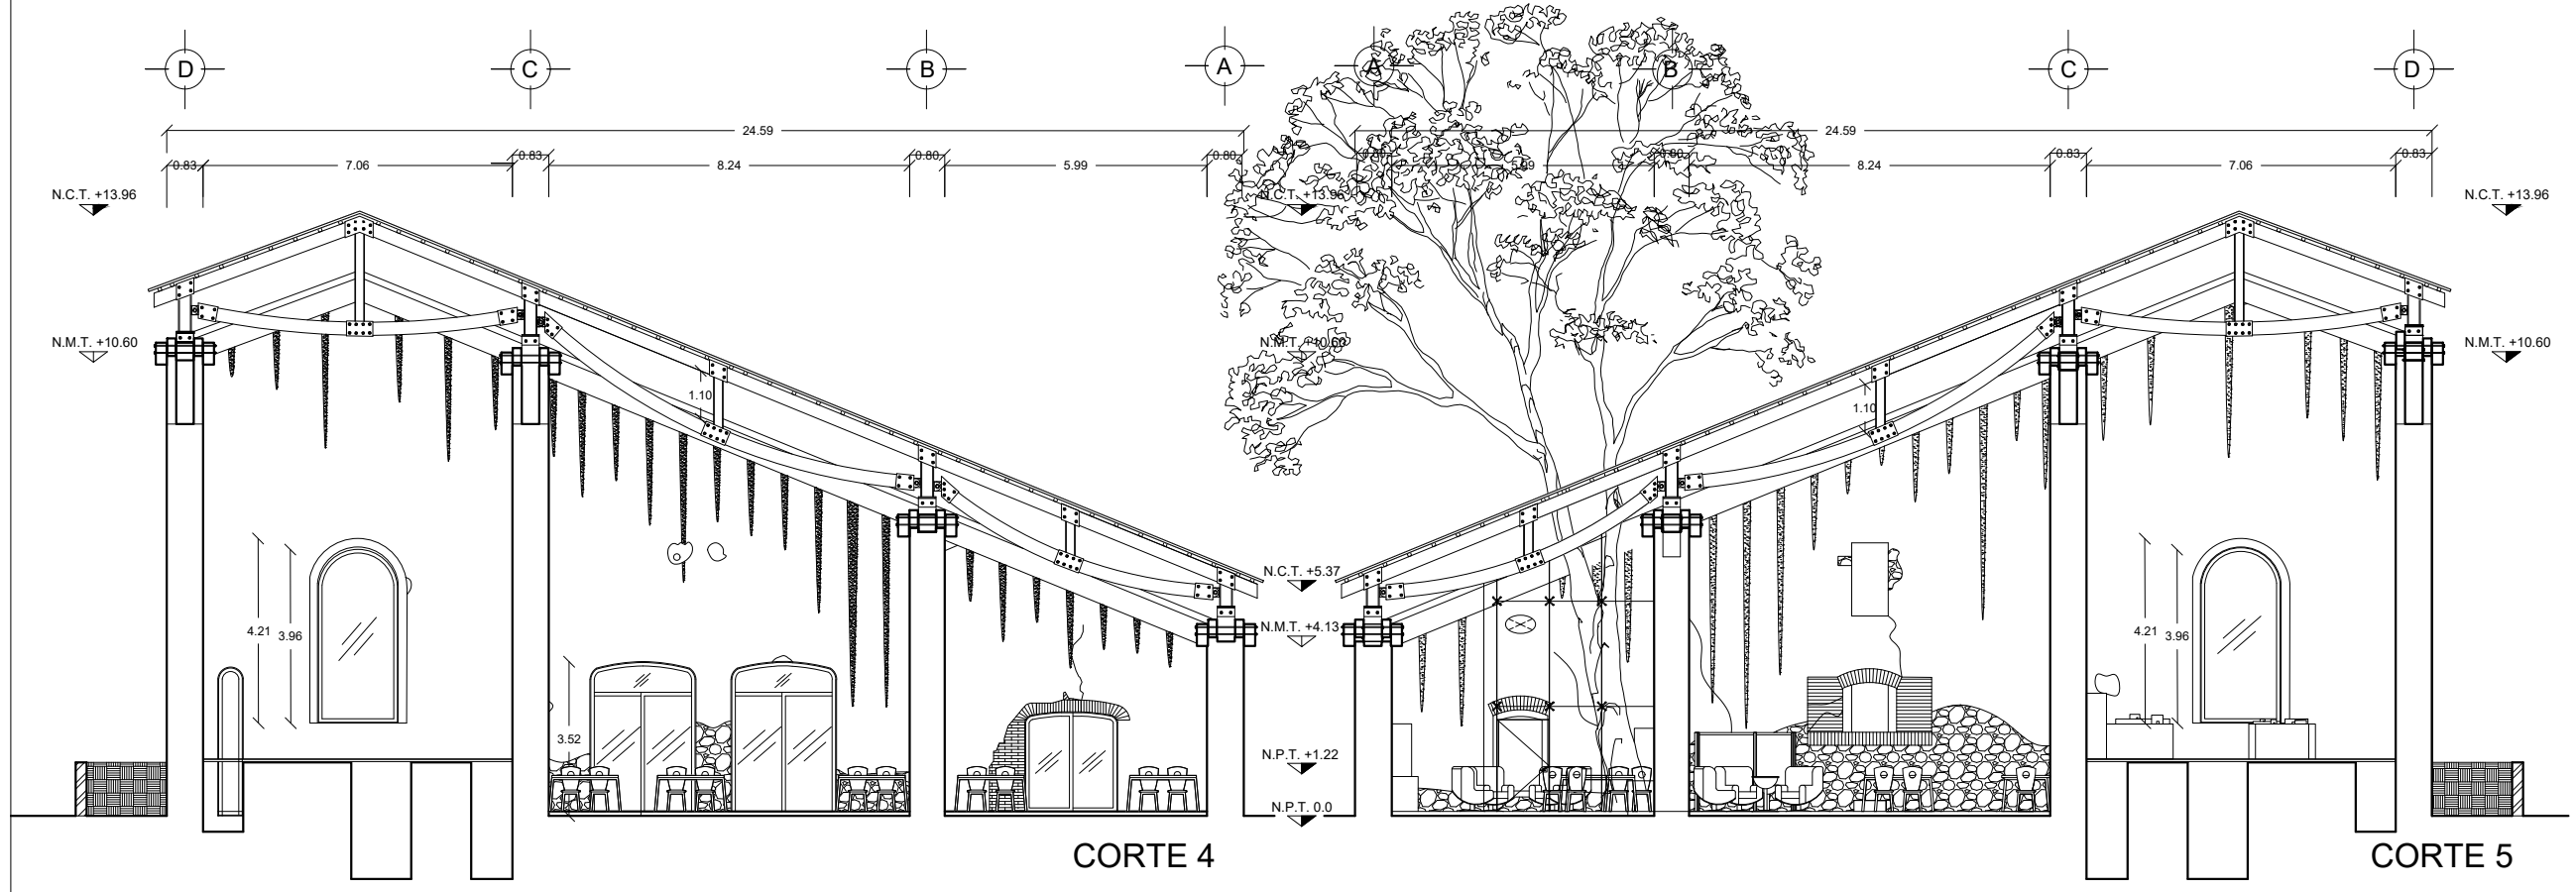 D C B A A B C D
24.59 24.59
0.83 7.06 0.83 8.24 0.80 5.99 0.80 0.80 5.99 0.80 8.24 0.83 7.06 0.83
N.C.T. +13.96 N.C.T. +13.96 N.C.T. +13.96
N.M.T. +10.60 N.M.T. +10.60 N.M.T. +10.60
1.10 1.10
N.C.T. +5.37
4.21 3.96 N.M.T. +4.13 4.21 3.96
3.52 N.P.T. +1.22
N.P.T. 0.0
CORTE 4 CORTE 5